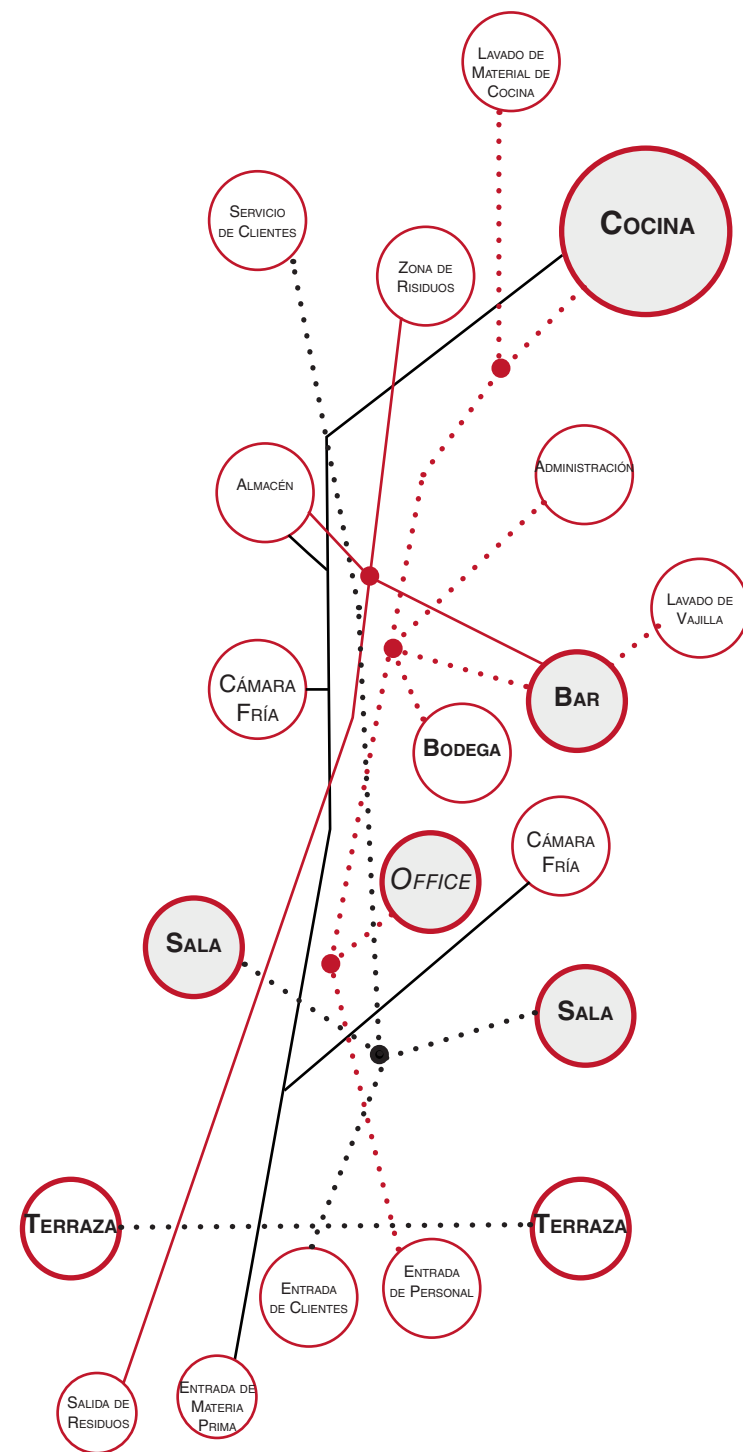 Lavado de
Material de
Cocina
Servicio
de Clientes
Cocina
Zona de
Risiduos
Administración
Almacén
Lavado de
Vajilla
Cámara
Fría
Bar
Bodega
Cámara
Fría
Office
Sala
Sala
Terraza
Terraza
Entrada
de Clientes
Entrada
de Personal
Salida de
Residuos
Entrada de
Materia
Prima